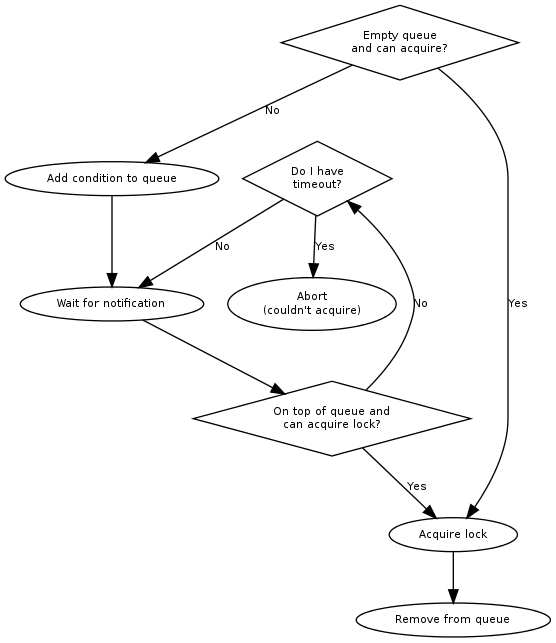 Empty queue
and can acquire?
No
Do I have
timeout?
Add condition to queue
No
Yes
Wait for notification
Abort
(couldn't acquire)
No
Yes
On top of queue and
can acquire lock?
Yes
Acquire lock
Remove from queue